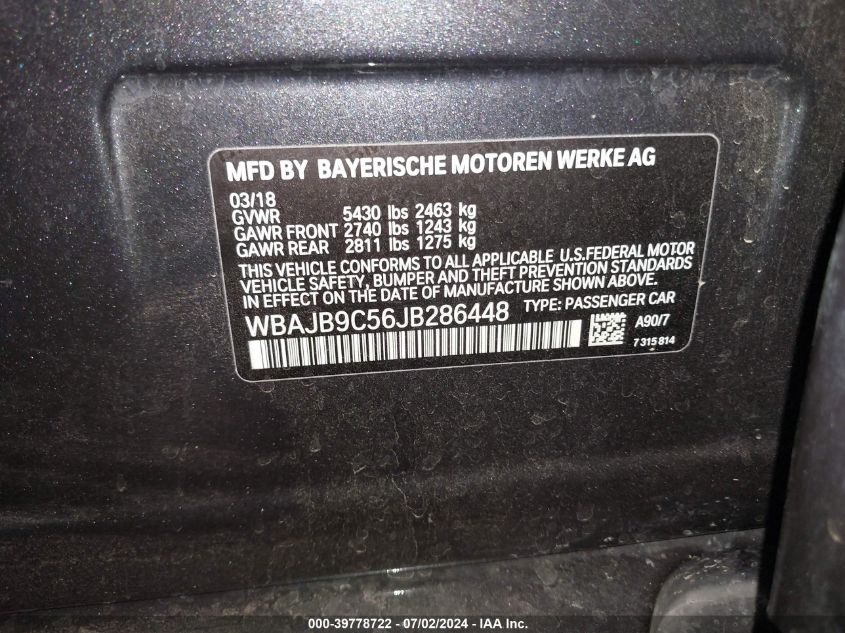 MFD BY BAYERISCHE MOTOREN WERKE AG
03/18
GVWR 5430 lbs 2463 kg
GAWR FRONT 2740 lbs 1243 kg
GAWR REAR 2811 lbs 1275 kg
THIS VEHICLE CONFORMS TO ALL APPLICABLE U.S.FEDERAL MOTOR
VEHICLE SAFETY, BUMPER AND THEFT PREVENTION STANDARDS
IN EFFECT ON THE DATE OF MANUFACTURE SHOWN ABOVE.
WBAJB9C56JB286448 TYPE: PASSENGER CAR
A90/7
7 315 814
000-39778722 - 07/02/2024 - IAA Inc.